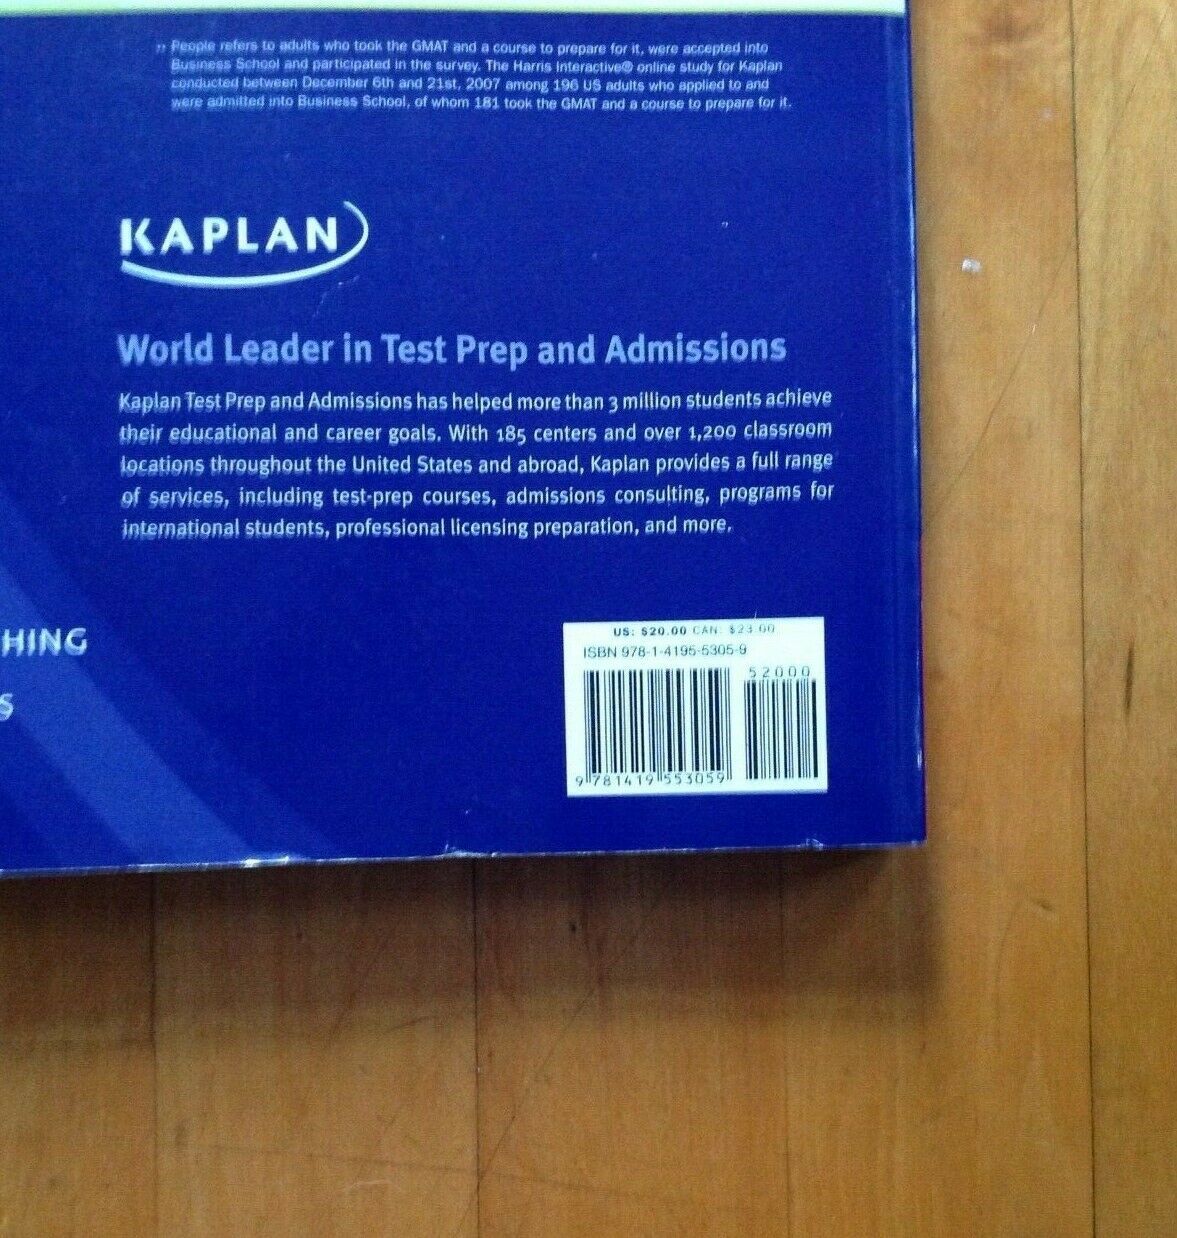 „ People refers to adults who took the GMAT and a course to prepare for it, were accepted into
Business School and participated in the survey. The Harris Interactive® online study for Kaplan
conducted between December 6th and 21st, 2007 among 196 US adults who applied to and
were admitted into Business School, of whom 181 took the GMAT and a course to prepare for it.
KAPLAN
World Leader in Test Prep and Admissions
Kaplan Test Prep and Admissions has helped more than 3 million students achieve
their educational and career goals. With 185 centers and over 1,200 classroom
locations throughout the United States and abroad, Kaplan provides a full range
of services, including test-prep courses, admissions consulting, programs for
international students, professional licensing preparation, and more.
HING
S
US: $20.00 CAN: $23.00
ISBN 978-1-4195-5305-9
52000
9 781419 553059